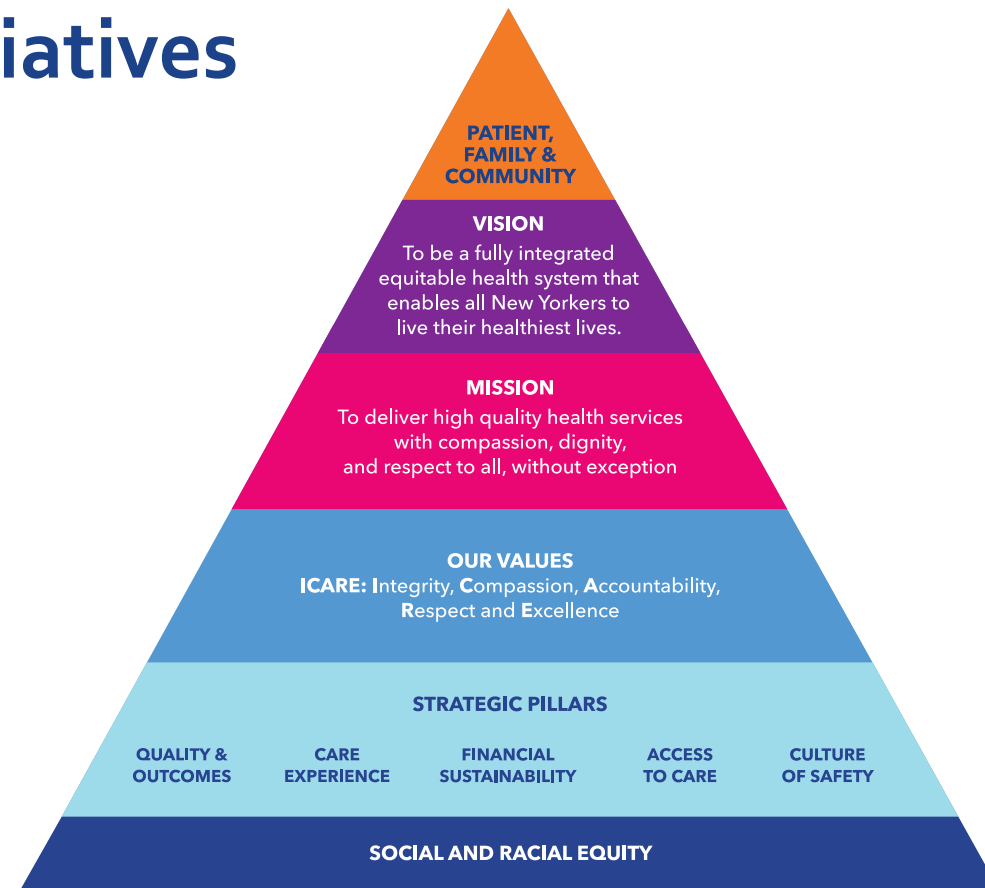 iatives
PATIENT,
FAMILY &
COMMUNITY
VISION
To be a fully integrated
equitable health system that
enables all New Yorkers to
live their healthiest lives.
MISSION
To deliver high quality health services
with compassion, dignity,
and respect to all, without exception
OUR VALUES
ICARE: Integrity, Compassion, Accountability,
Respect and Excellence
STRATEGIC PILLARS
QUALITY &
OUTCOMES
CARE
EXPERIENCE
FINANCIAL
SUSTAINABILITY
ACCESS
TO CARE
CULTURE
OF SAFETY
SOCIAL AND RACIAL EQUITY